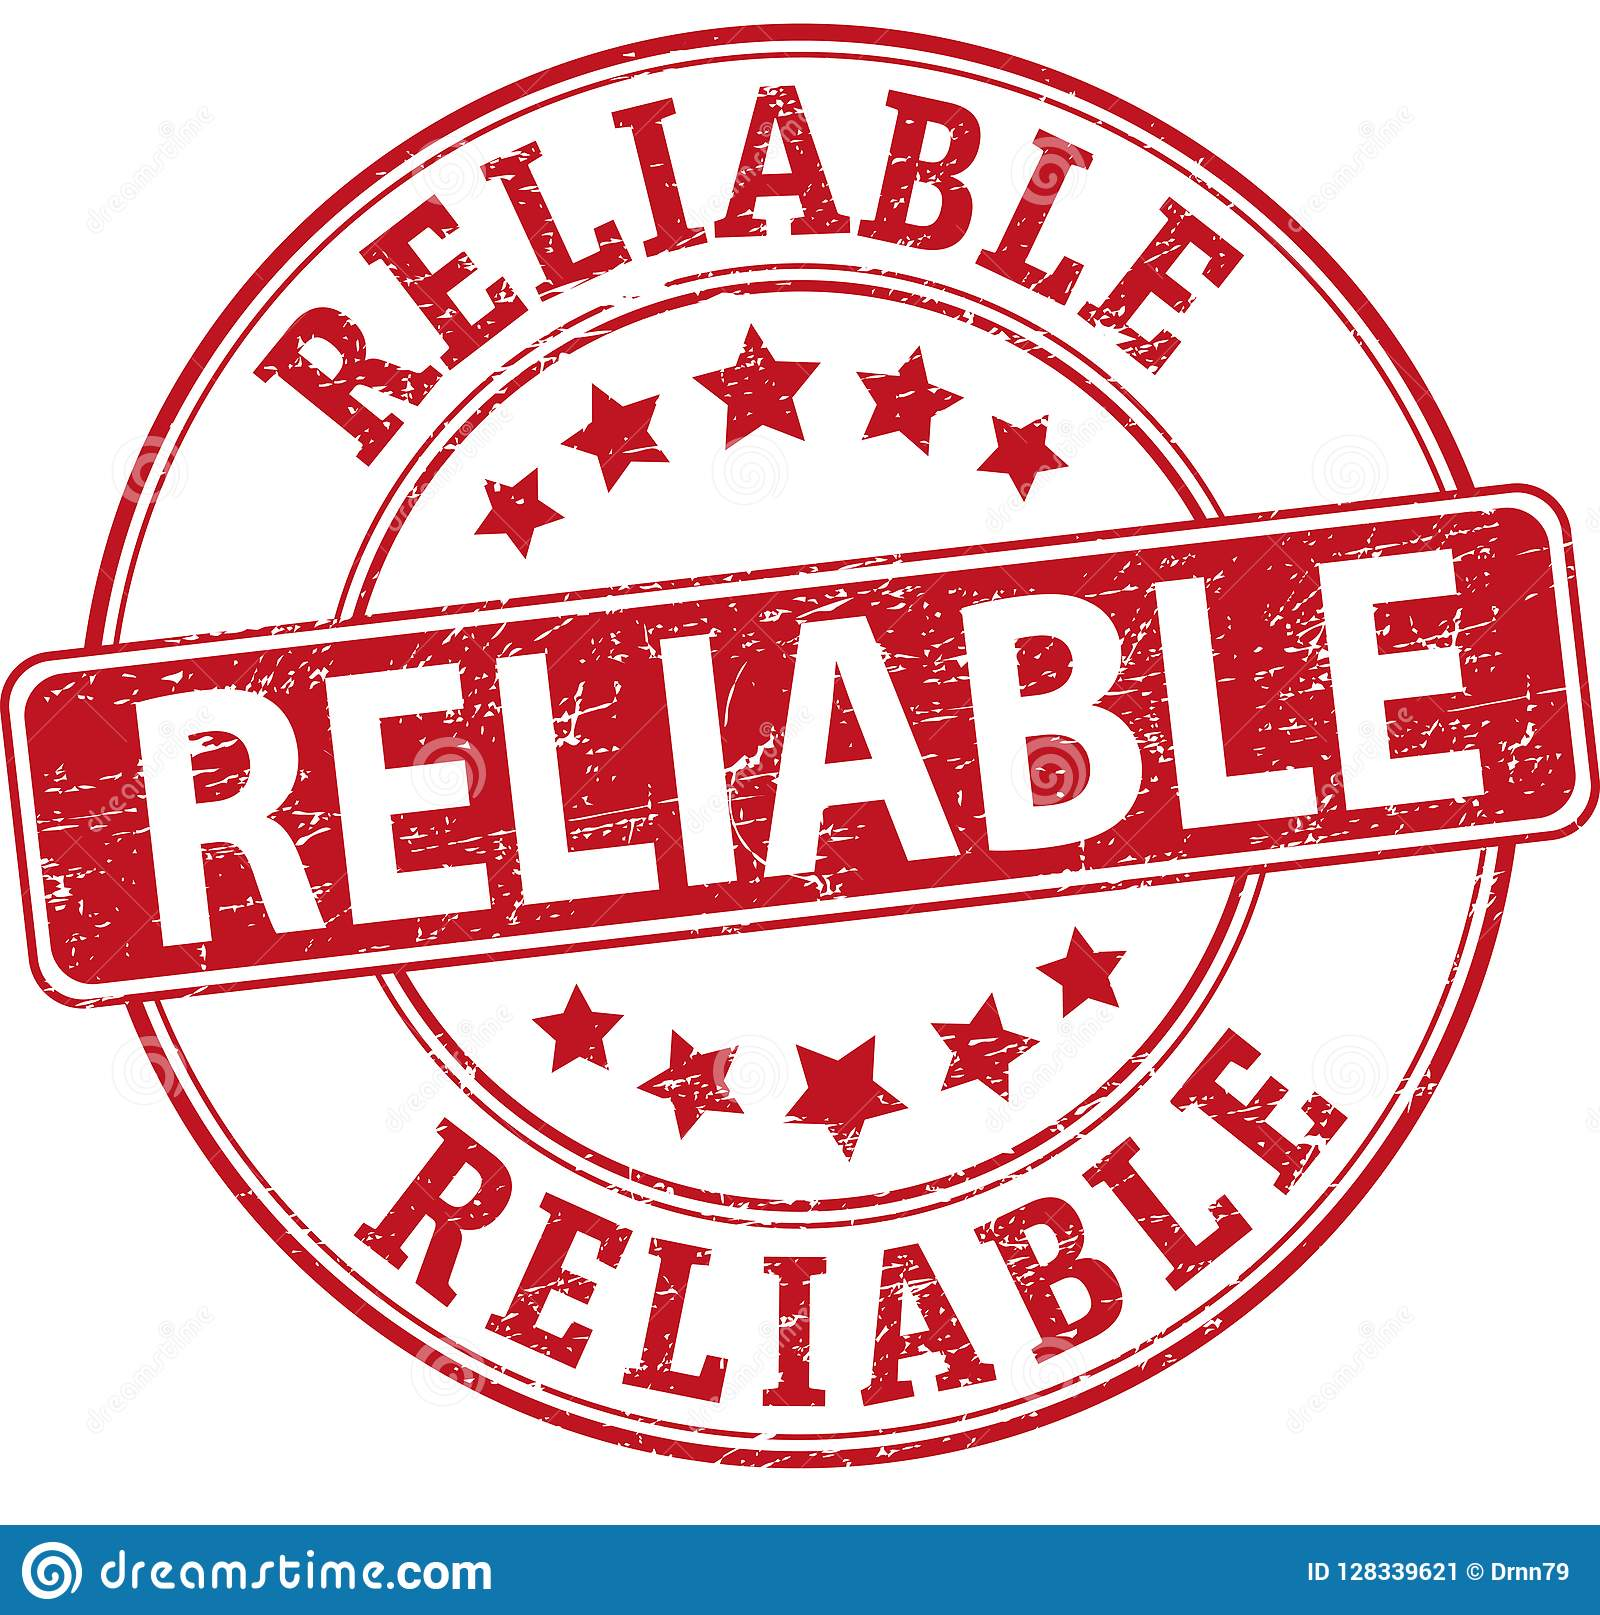 RELIABLE
RELIABLE
RELIABLE
dreamstime.com
ID 128339621 © Drnn79